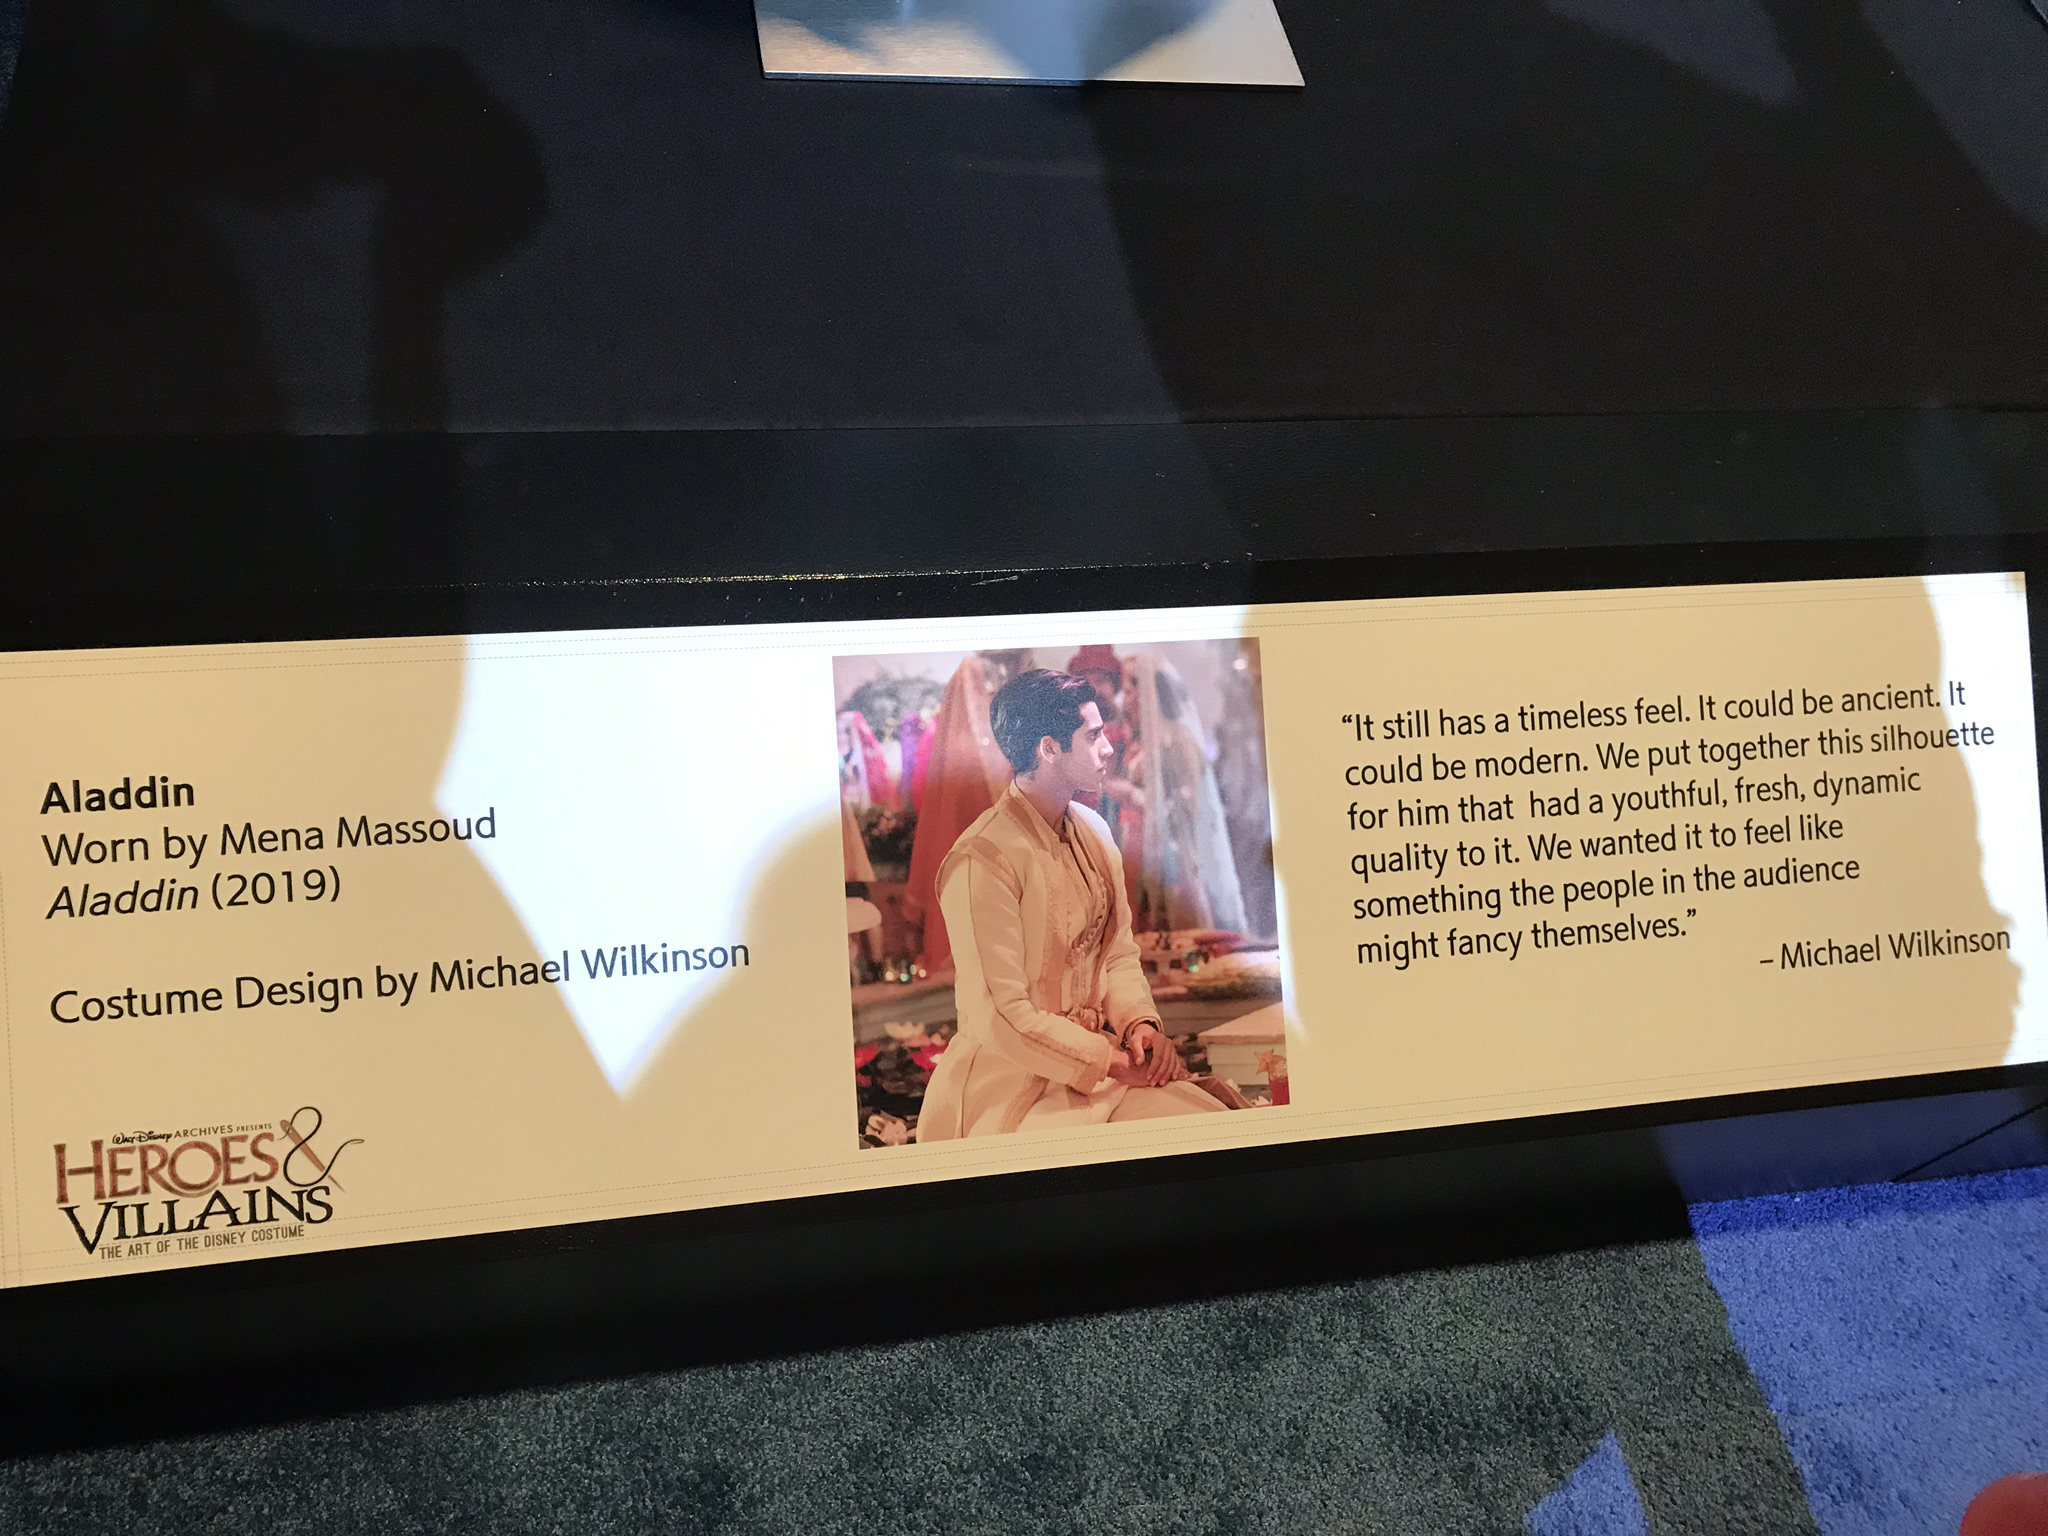 Aladdin
Worn by Mena Massoud
Aladdin (2019)
Costume Design by Michael Wilkinson
WALT DISNEY ARCHIVES PRESENTS
HEROES &
VILLAINS
THE ART OF THE DISNEY COSTUME
“It still has a timeless feel. It could be ancient. It
could be modern. We put together this silhouette
for him that had a youthful, fresh, dynamic
quality to it. We wanted it to feel like
something the people in the audience
might fancy themselves.”
– Michael Wilkinson